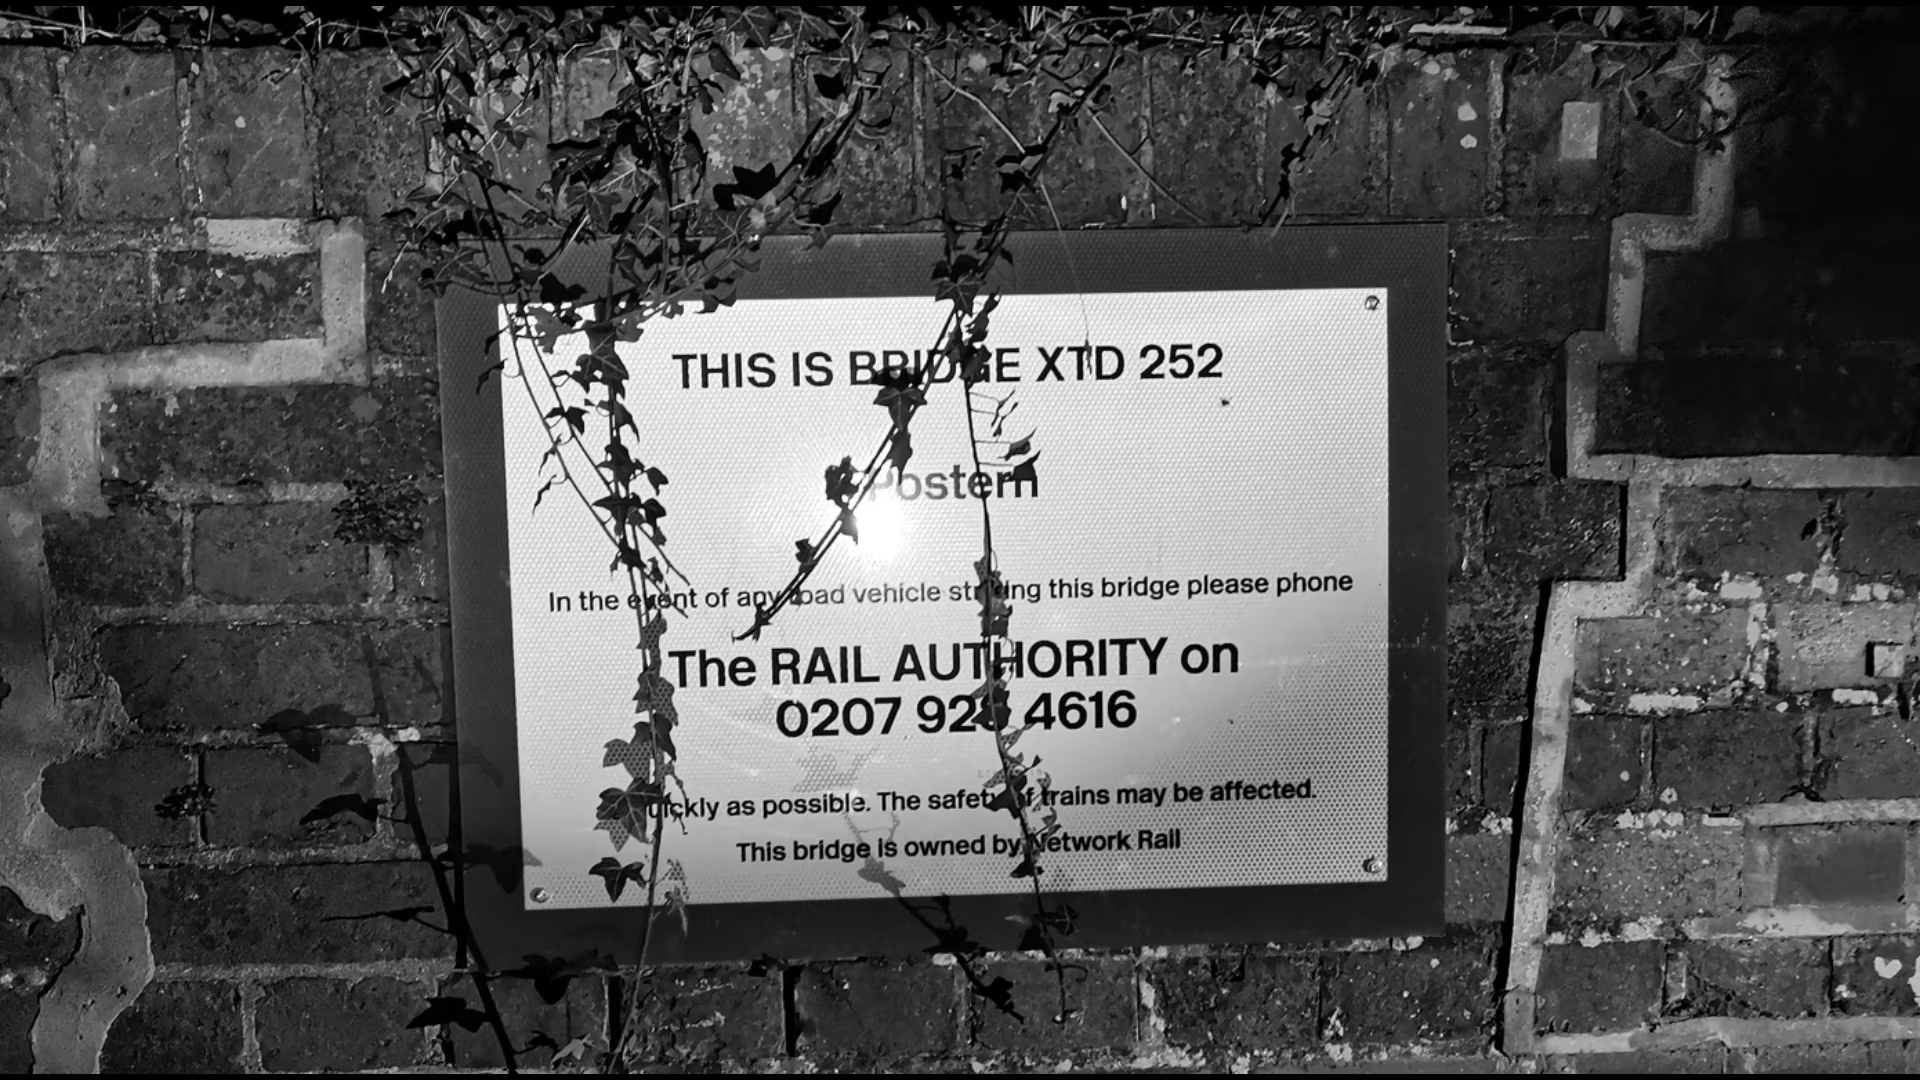 THIS IS BRIDGE XTD 252
Postern
In the event of any road vehicle striking this bridge please phone
The RAIL AUTHORITY on
0207 4616
quickly as possible. The safety of trains may be affected.
This bridge is owned by Network Rail